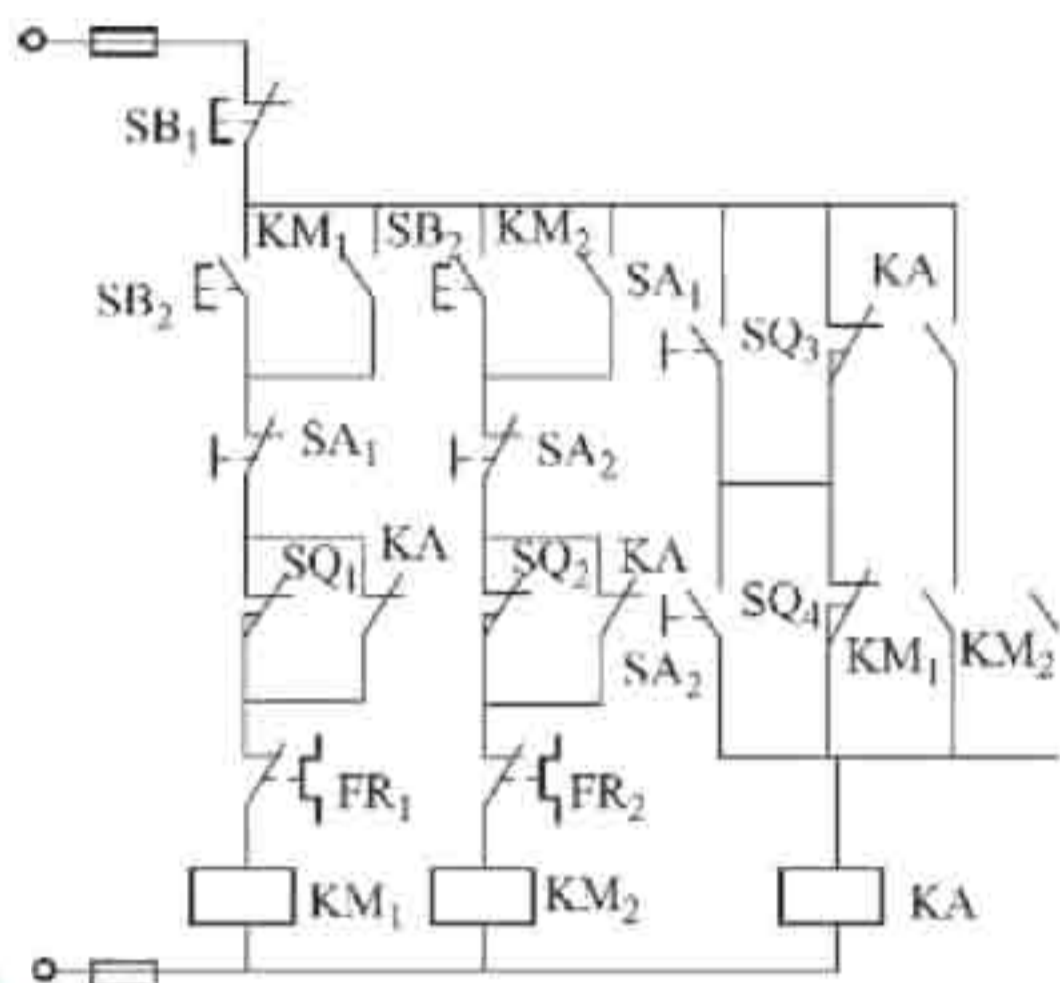 SB₁
KM₁ SB₂ KM₂
SB₂ SA₁ KA
SQ₃
SA₁ SA₂
SQ₁ KA SQ₂ KA
SQ₄
SA₂ KM₁ KM₂
FR₁ FR₂
KM₁ KM₂ KA